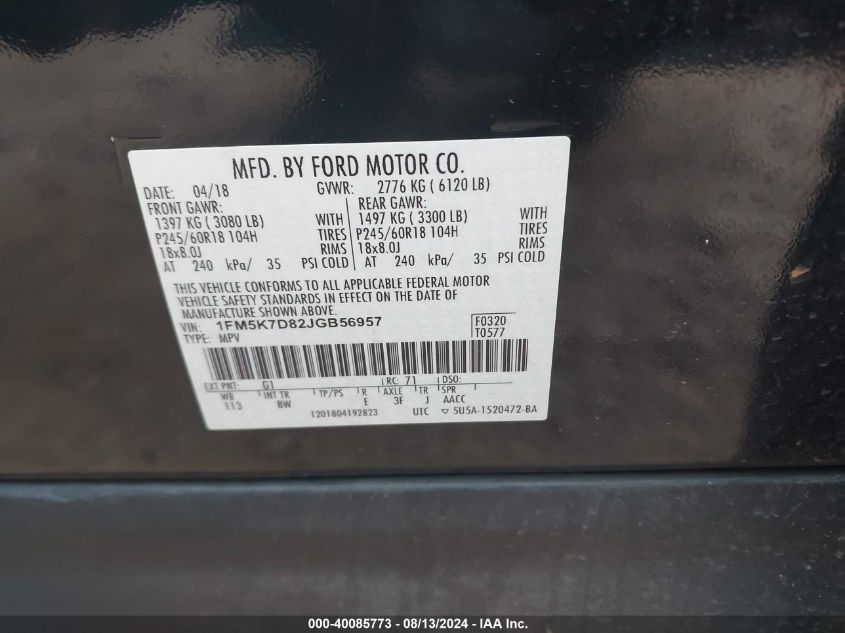 MFD. BY FORD MOTOR CO.
DATE: 04/18 GVWR: 2776 KG ( 6120 LB)
FRONT GAWR: REAR GAWR:
1397 KG ( 3080 LB) WITH 1497 KG ( 3300 LB) WITH
P245/60R18 104H TIRES P245/60R18 104H TIRES
18x8.0J RIMS 18x8.0J RIMS
AT 240 kPa/ 35 PSI COLD AT 240 kPa/ 35 PSI COLD
THIS VEHICLE CONFORMS TO ALL APPLICABLE FEDERAL MOTOR
VEHICLE SAFETY STANDARDS IN EFFECT ON THE DATE OF
MANUFACTURE SHOWN ABOVE.
VIN: 1FM5K7D82JGB56957 F0320
TYPE: MPV T0577
EXT PNT: G1 RC: 71 DSO:
WB INT TR TP/PS R AXLE TR SPR
113 8W E 3F J AACC
1201804192823 UTC ▽ 5U5A-1520472-BA
000-40085773 - 08/13/2024 - IAA Inc.